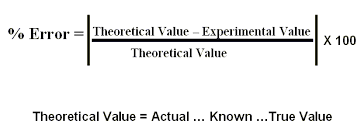 % Error = | Theoretical Value – Experimental Value | X 100
Theoretical Value
Theoretical Value = Actual ... Known ...True Value